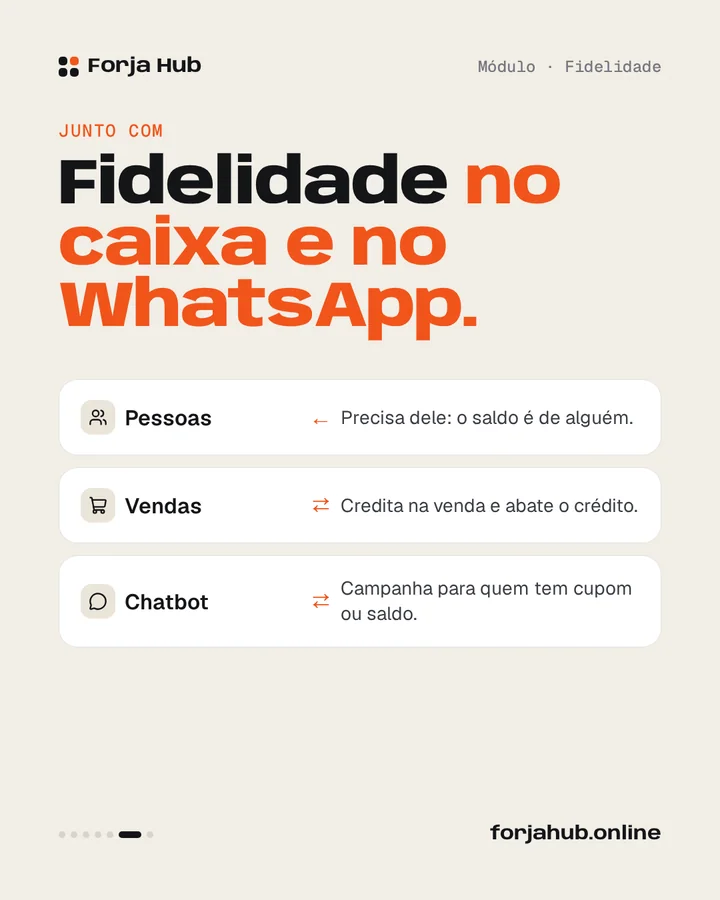 Forja Hub
Módulo · Fidelidade
JUNTO COM
Fidelidade no
caixa e no
WhatsApp.
Pessoas
← Precisa dele: o saldo é de alguém.
Vendas
⇄ Credita na venda e abate o crédito.
Chatbot
⇄ Campanha para quem tem cupom
ou saldo.
forjahub.online